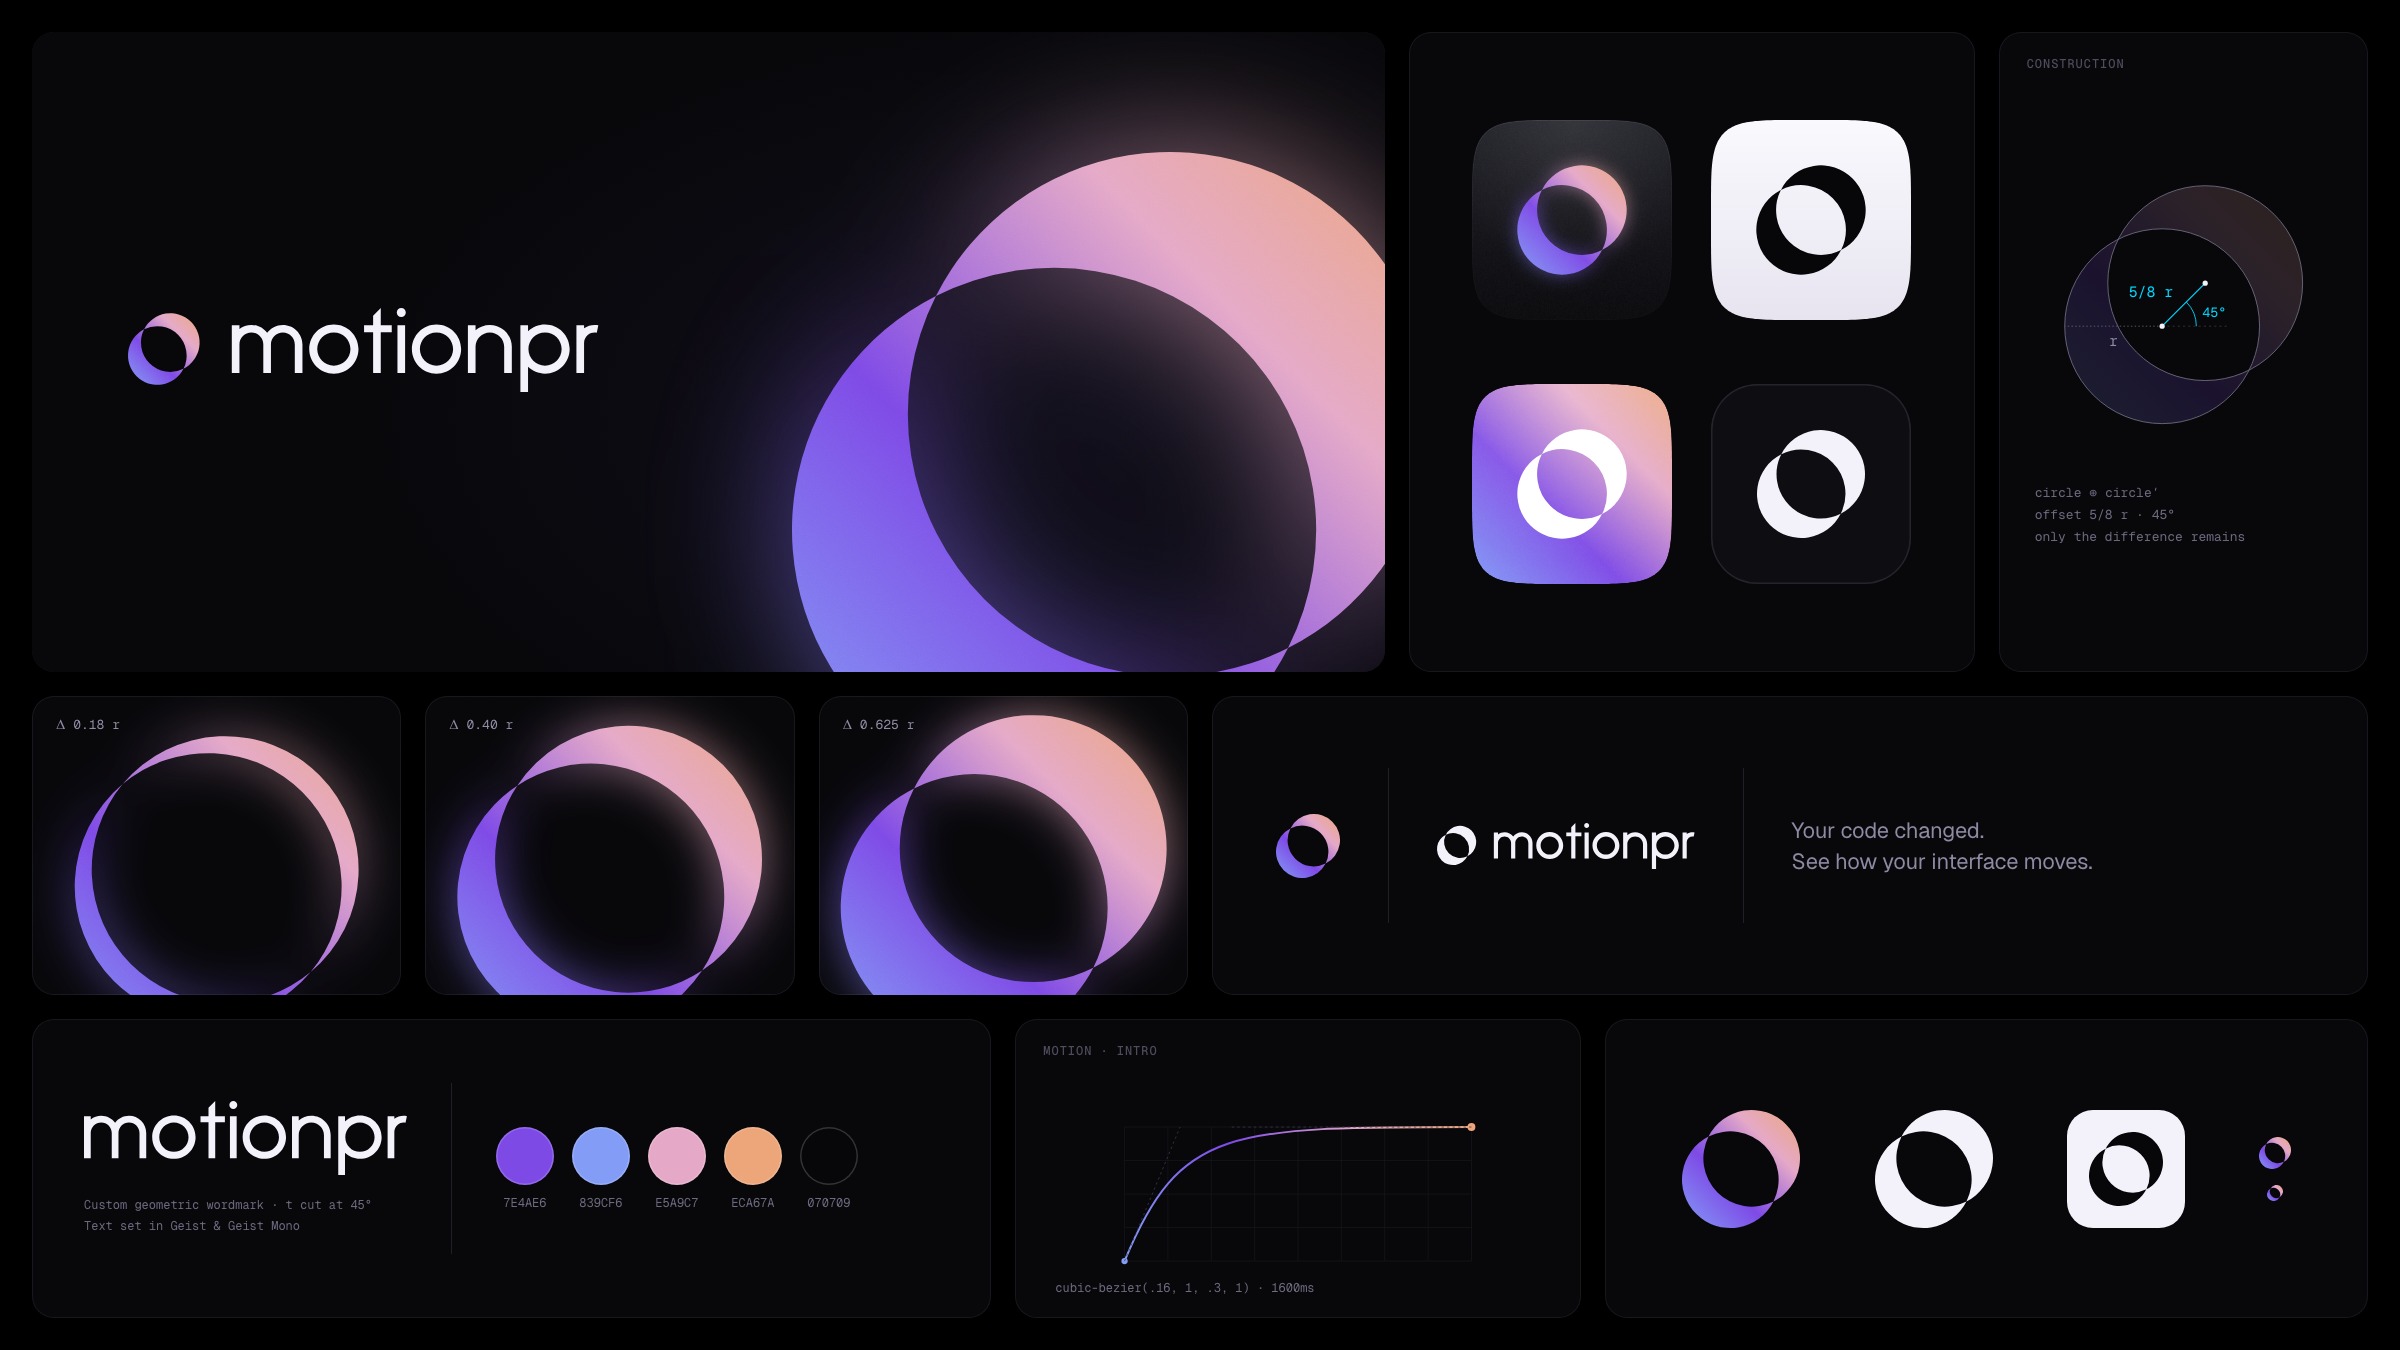 motionpr
CONSTRUCTION
5/8 r
45°
r
circle ⊕ circle′
offset 5/8 r · 45°
only the difference remains
Δ 0.18 r
Δ 0.40 r
Δ 0.625 r
motionpr
Your code changed.
See how your interface moves.
motionpr
Custom geometric wordmark · t cut at 45°
Text set in Geist & Geist Mono
7E4AE6
839CF6
E5A9C7
ECA67A
070709
MOTION · INTRO
cubic-bezier(.16, 1, .3, 1) · 1600ms